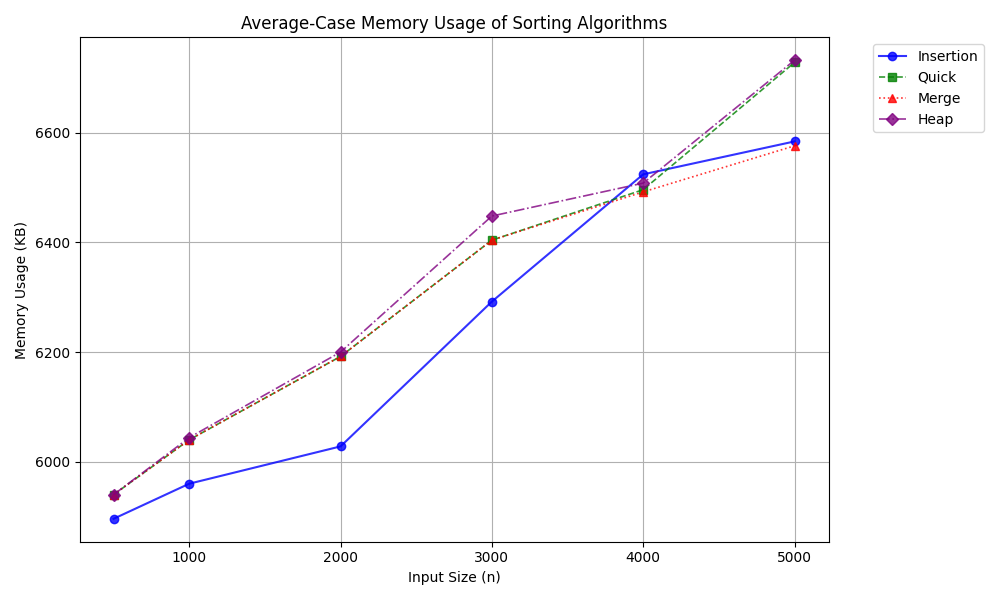 Average-Case Memory Usage of Sorting Algorithms
Insertion
Quick
Merge
Heap
Memory Usage (KB)
6600
6400
6200
6000
1000
2000
3000
4000
5000
Input Size (n)